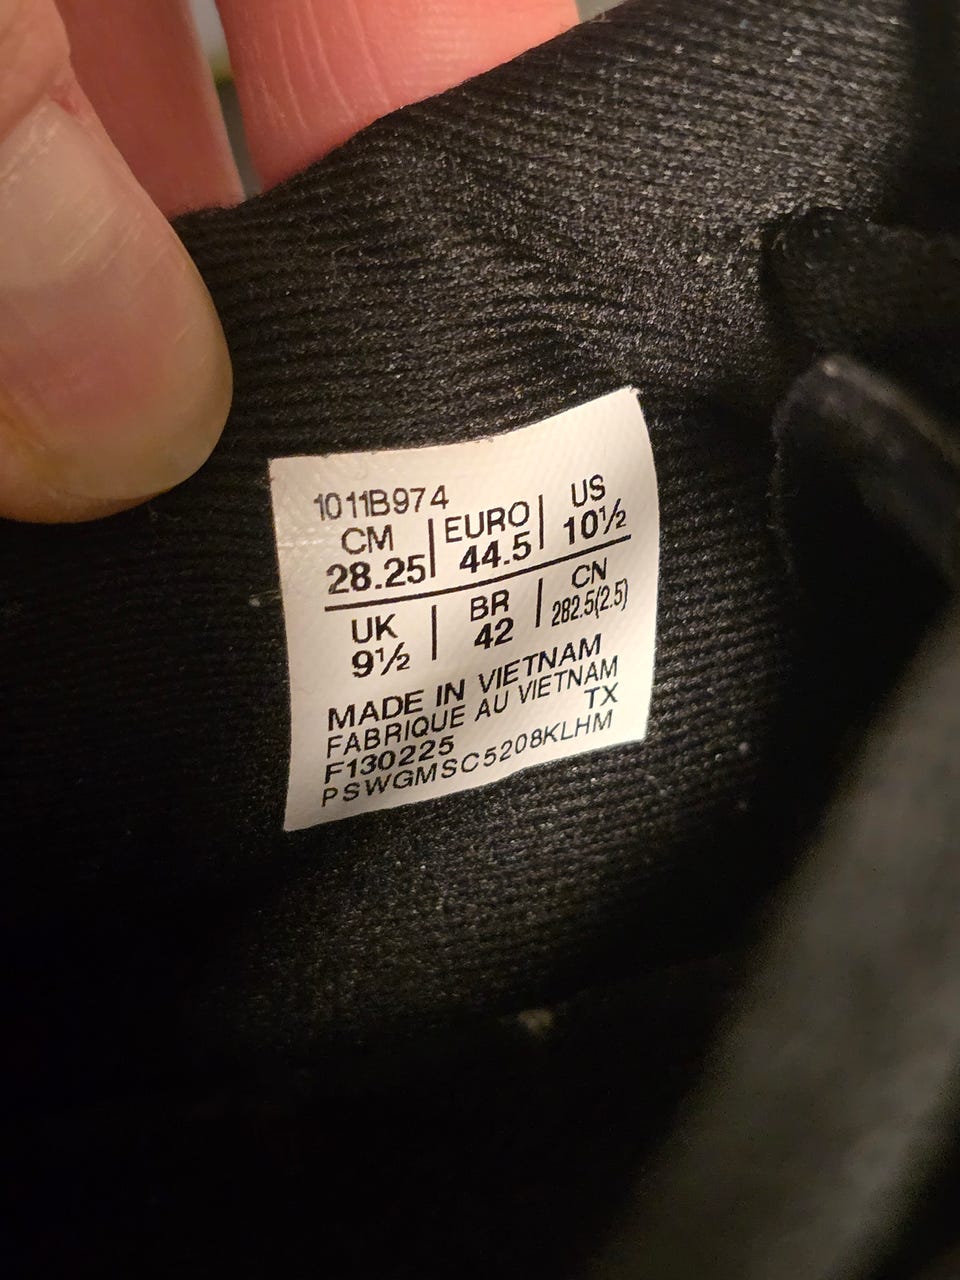 1011B974
CM | EURO | US
28.25 | 44.5 | 10½
UK | BR | CN
9½ | 42 | 282.5(2.5)
MADE IN VIETNAM
FABRIQUE AU VIETNAM
F130225 TX
PSWGMSC5208KLHM